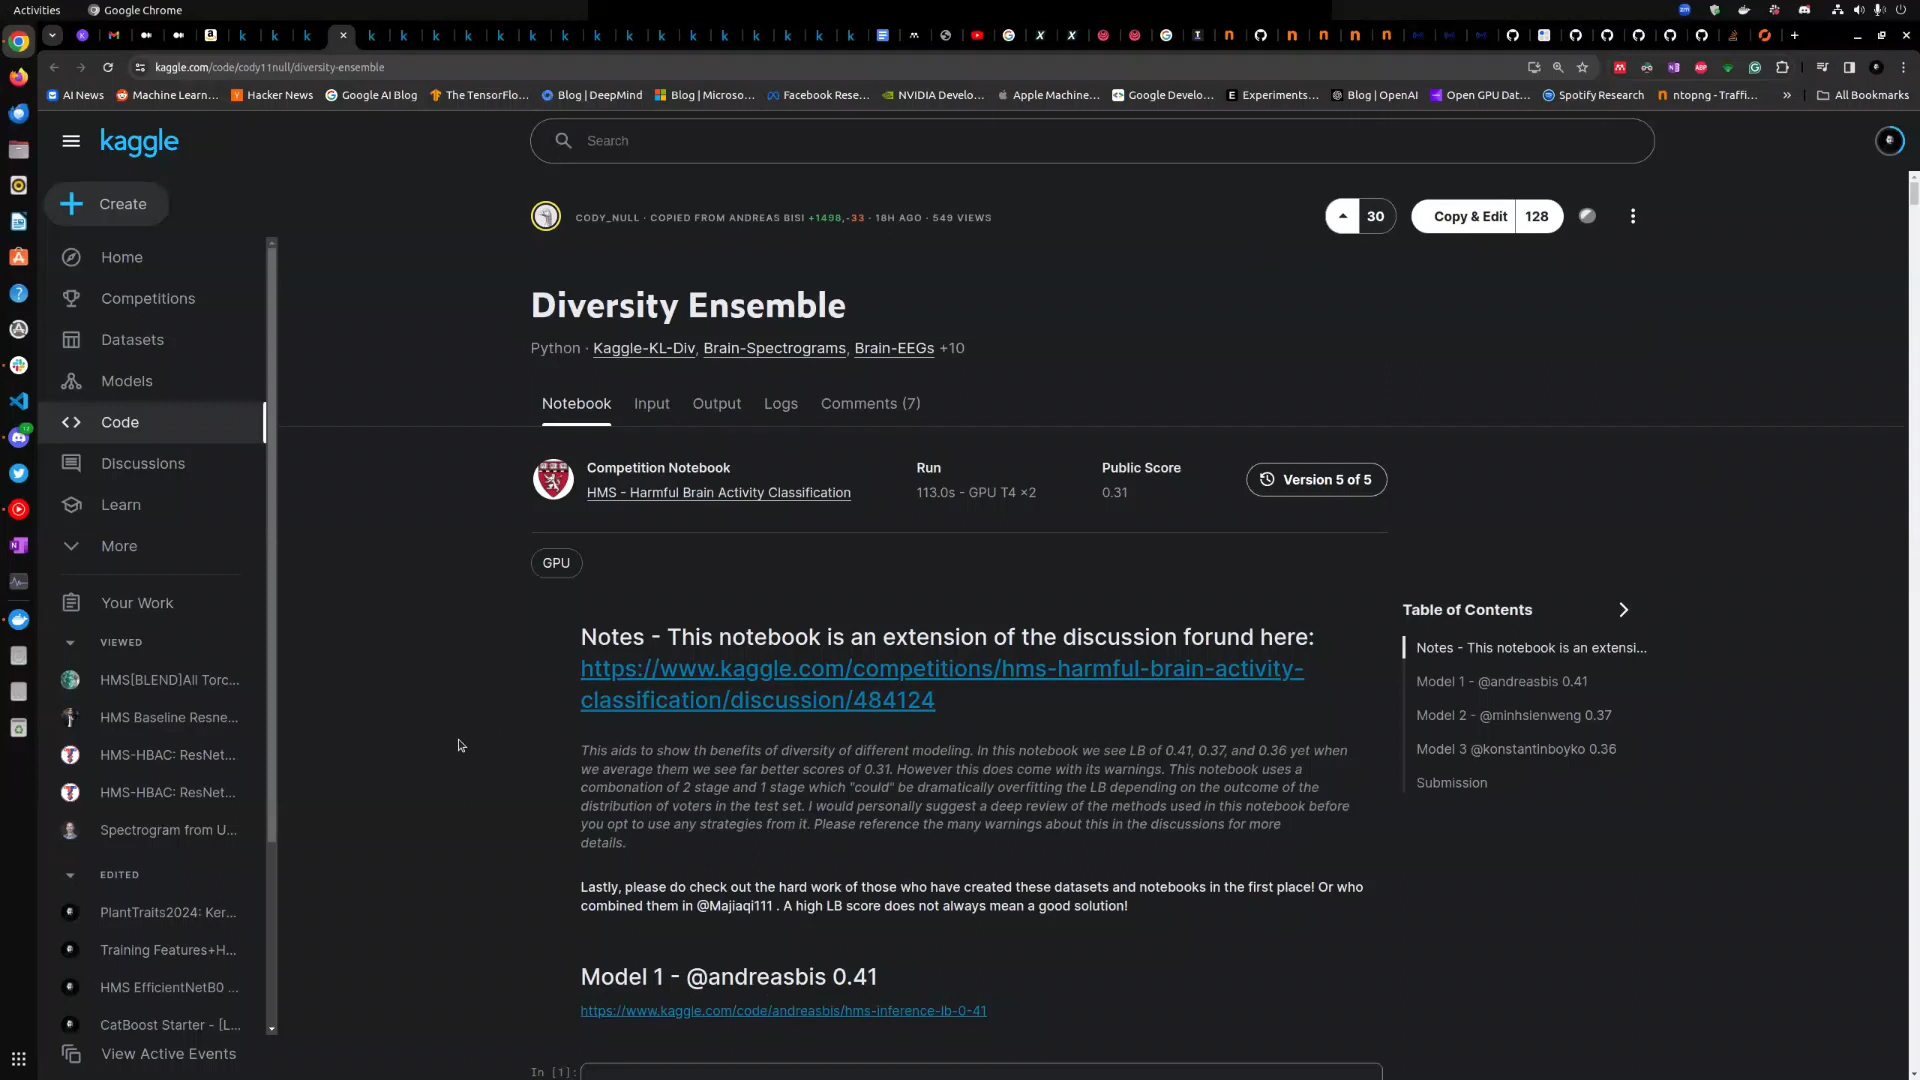 Activities
Google Chrome
kaggle.com/code/cody11null/diversity-ensemble
AI News
Machine Learn...
Hacker News
Google AI Blog
The TensorFlo...
Blog | DeepMind
Blog | Microso...
Facebook Rese...
NVIDIA Develo...
Apple Machine...
Google Develo...
Experiments...
Blog | OpenAI
Open GPU Dat...
Spotify Research
ntopng - Traffi...
All Bookmarks
kaggle
Search
Create
Home
Competitions
Datasets
Models
Code
Discussions
Learn
More
Your Work
VIEWED
HMS[BLEND]All Torc...
HMS Baseline Resne...
HMS-HBAC: ResNet...
HMS-HBAC: ResNet...
Spectrogram from U...
EDITED
PlantTraits2024: Ker...
Training Features+H...
HMS EfficientNetB0 ...
CatBoost Starter - [L...
View Active Events
CODY_NULL · COPIED FROM ANDREAS BISI +1498,-33 · 18H AGO · 549 VIEWS
30
Copy & Edit 128
Diversity Ensemble
Python · Kaggle-KL-Div, Brain-Spectrograms, Brain-EEGs +10
Notebook Input Output Logs Comments (7)
Competition Notebook
HMS - Harmful Brain Activity Classification
Run
113.0s - GPU T4 ×2
Public Score
0.31
Version 5 of 5
GPU
Notes - This notebook is an extension of the discussion forund here:
https://www.kaggle.com/competitions/hms-harmful-brain-activity-
classification/discussion/484124
This aids to show th benefits of diversity of different modeling. In this notebook we see LB of 0.41, 0.37, and 0.36 yet when
we average them we see far better scores of 0.31. However this does come with its warnings. This notebook uses a
combonation of 2 stage and 1 stage which "could" be dramatically overfitting the LB depending on the outcome of the
distribution of voters in the test set. I would personally suggest a deep review of the methods used in this notebook before
you opt to use any strategies from it. Please reference the many warnings about this in the discussions for more
details.
Lastly, please do check out the hard work of those who have created these datasets and notebooks in the first place! Or who
combined them in @Majiaqi111 . A high LB score does not always mean a good solution!
Model 1 - @andreasbis 0.41
https://www.kaggle.com/code/andreasbis/hms-inference-lb-0-41
In [1]:
Table of Contents
Notes - This notebook is an extensi...
Model 1 - @andreasbis 0.41
Model 2 - @minhsienweng 0.37
Model 3 @konstantinboyko 0.36
Submission